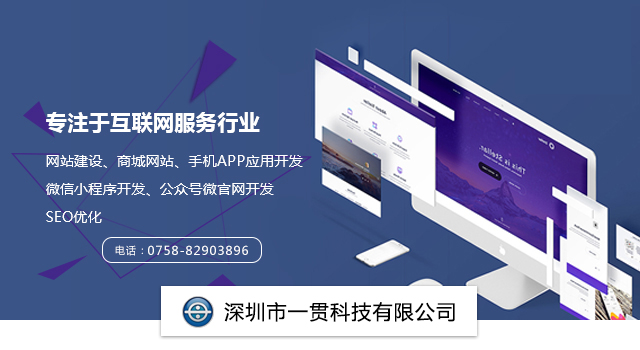 专注于互联网服务行业
网站建设、商城网站、手机APP应用开发
微信小程序开发、公众号微官网开发
SEO优化
电话：0758-82903896
This is Stellar.
深圳市一贯科技有限公司